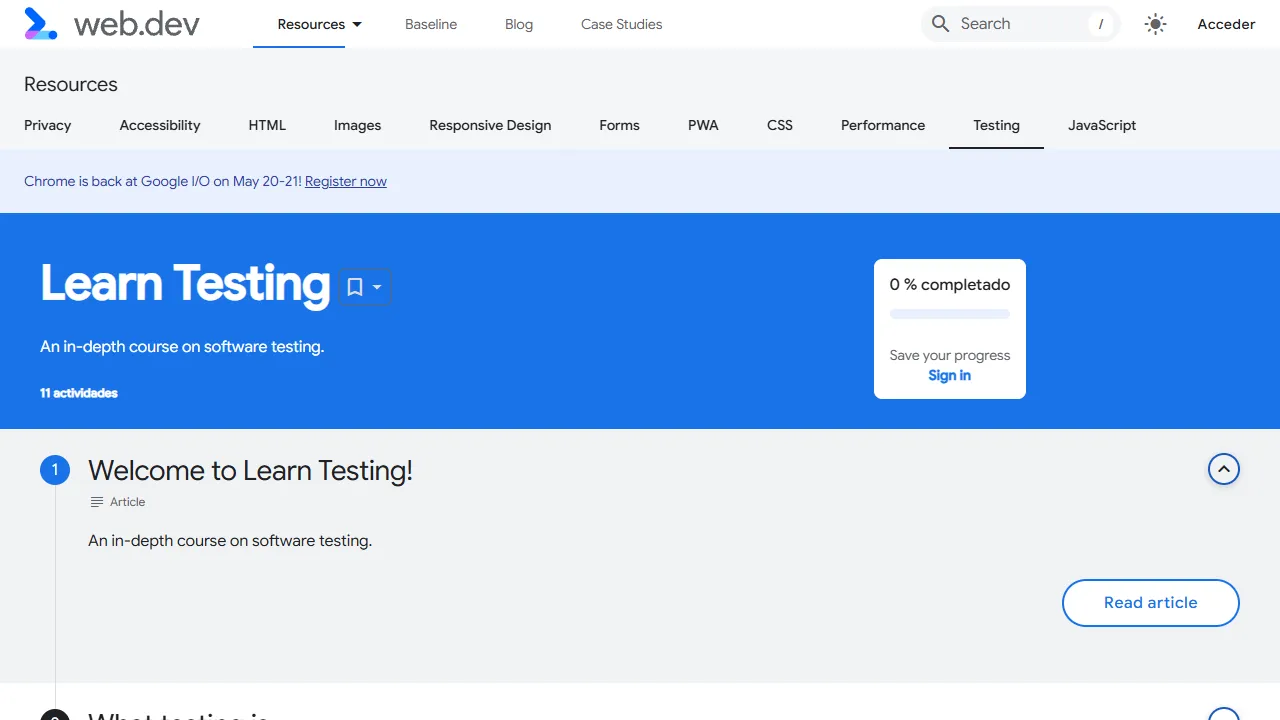 web.dev
Resources
Baseline
Blog
Case Studies
Search
/
Acceder
Resources
Privacy
Accessibility
HTML
Images
Responsive Design
Forms
PWA
CSS
Performance
Testing
JavaScript
Chrome is back at Google I/O on May 20-21! Register now
Learn Testing
An in-depth course on software testing.
11 actividades
0 % completado
Save your progress
Sign in
1
Welcome to Learn Testing!
Article
An in-depth course on software testing.
Read article
2
What testing is